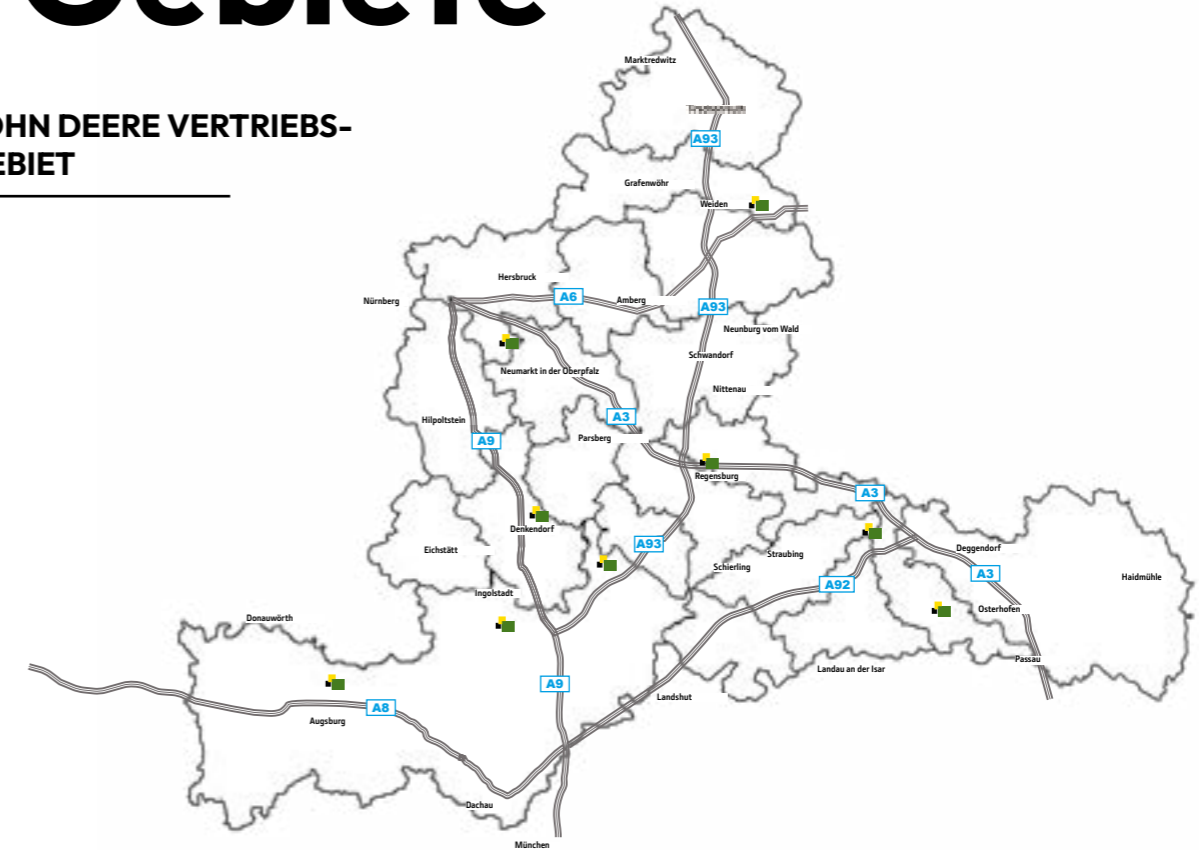 Gebiete
OHN DEERE VERTRIEBS-
EBIET
Marktredwitz
A93
Grafenwöhr
Weiden
Hersbruck
Nürnberg
A6
Amberg
A93
Neunburg vom Wald
Schwandorf
Neumarkt in der Oberpfalz
Nittenau
A3
Hilpoltstein
A9
Parsberg
Regensburg
A3
Denkendorf
Eichstätt
A93
Straubing
Schierling
Deggendorf
A3
Haidmühle
A92
Ingolstadt
Osterhofen
Donauwörth
Passau
Landau an der Isar
A9
Landshut
A8
Augsburg
Dachau
München